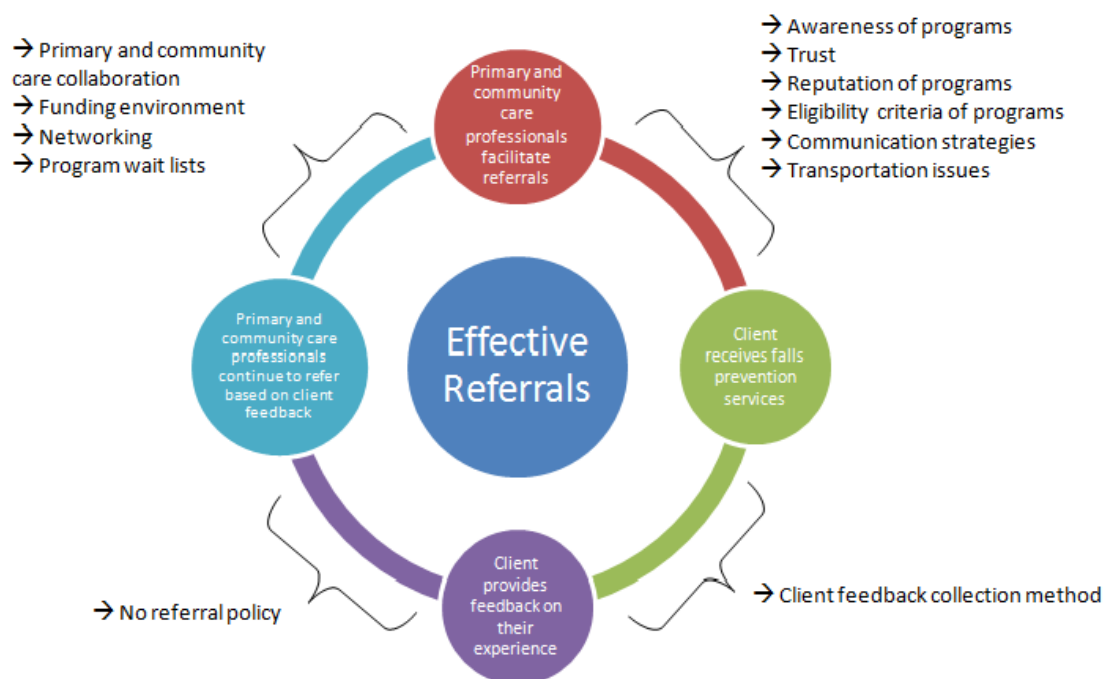 → Primary and community
care collaboration
→ Funding environment
→ Networking
→ Program wait lists
Primary and
community
care
professionals
facilitate
referrals
→ Awareness of programs
→ Trust
→ Reputation of programs
→ Eligibility criteria of programs
→ Communication strategies
→ Transportation issues
Primary and
community care
professionals
continue to refer
based on client
feedback
Effective
Referrals
Client
receives falls
prevention
services
→ No referral policy
Client
provides
feedback on
their
experience
→ Client feedback collection method